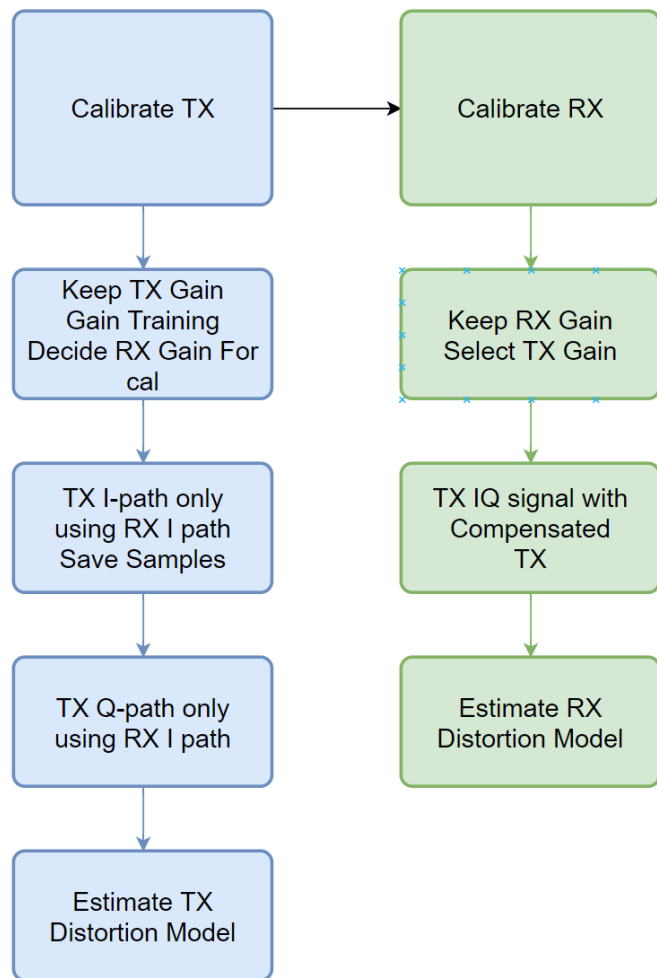 Calibrate TX
Calibrate RX
Keep TX Gain
Gain Training
Decide RX Gain For
cal
Keep RX Gain
Select TX Gain
TX I-path only
using RX I path
Save Samples
TX IQ signal with
Compensated
TX
TX Q-path only
using RX I path
Estimate RX
Distortion Model
Estimate TX
Distortion Model